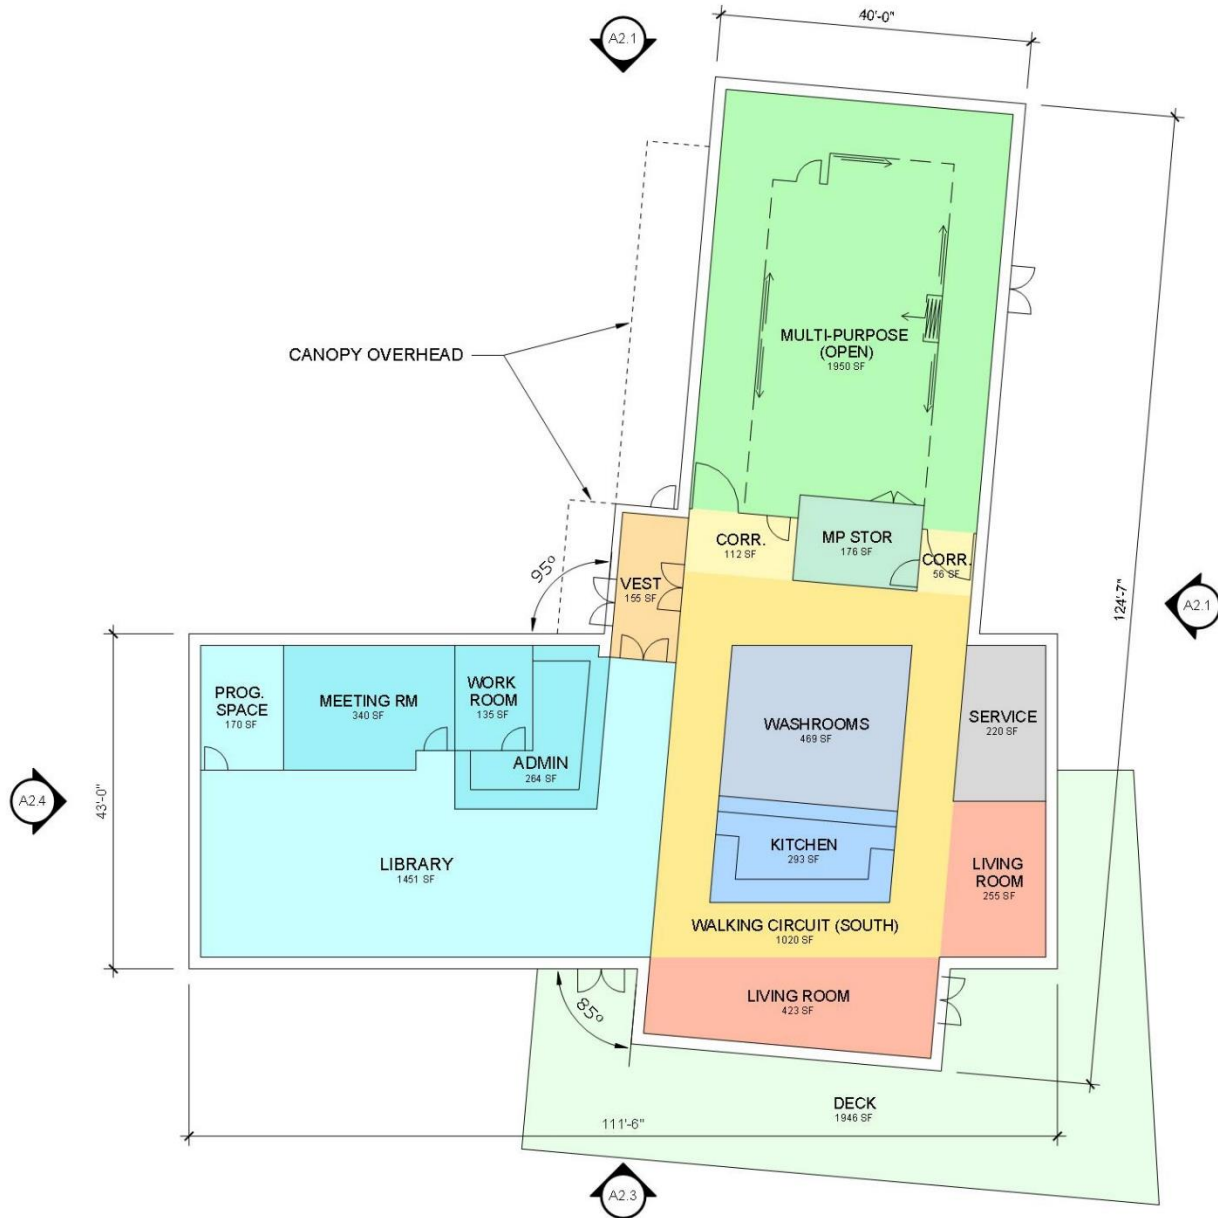 40'-0"
A2.1
CANOPY OVERHEAD
MULTI-PURPOSE
(OPEN)
1950 SF
124'-7"
A2.1
CORR.
112 SF
MP STOR
176 SF
CORR.
56 SF
95º
VEST
155 SF
PROG.
SPACE
170 SF
MEETING RM
340 SF
WORK
ROOM
135 SF
ADMIN
264 SF
WASHROOMS
469 SF
SERVICE
220 SF
A2.4
43'-0"
LIBRARY
1451 SF
KITCHEN
293 SF
LIVING
ROOM
255 SF
WALKING CIRCUIT (SOUTH)
1020 SF
LIVING ROOM
423 SF
85º
DECK
1946 SF
111'-6"
A2.3